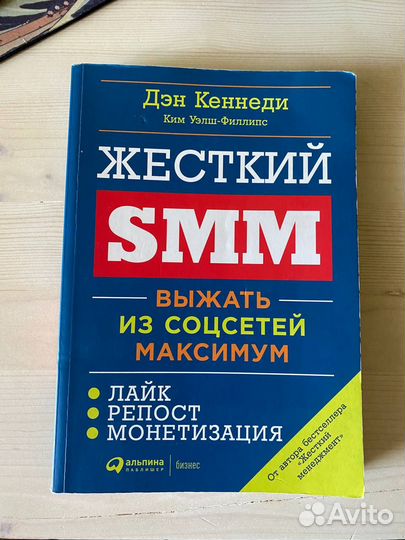 Дэн Кеннеди
Ким Уэлш-Филлипс
ЖЕСТКИЙ
SMM
ВЫЖАТЬ
ИЗ СОЦСЕТЕЙ
МАКСИМУМ
ЛАЙК
РЕПОСТ
МОНЕТИЗАЦИЯ
От автора бестселлера
«Жесткий
менеджмент»
альпина
ПАБЛИШЕР
бизнес
Avito